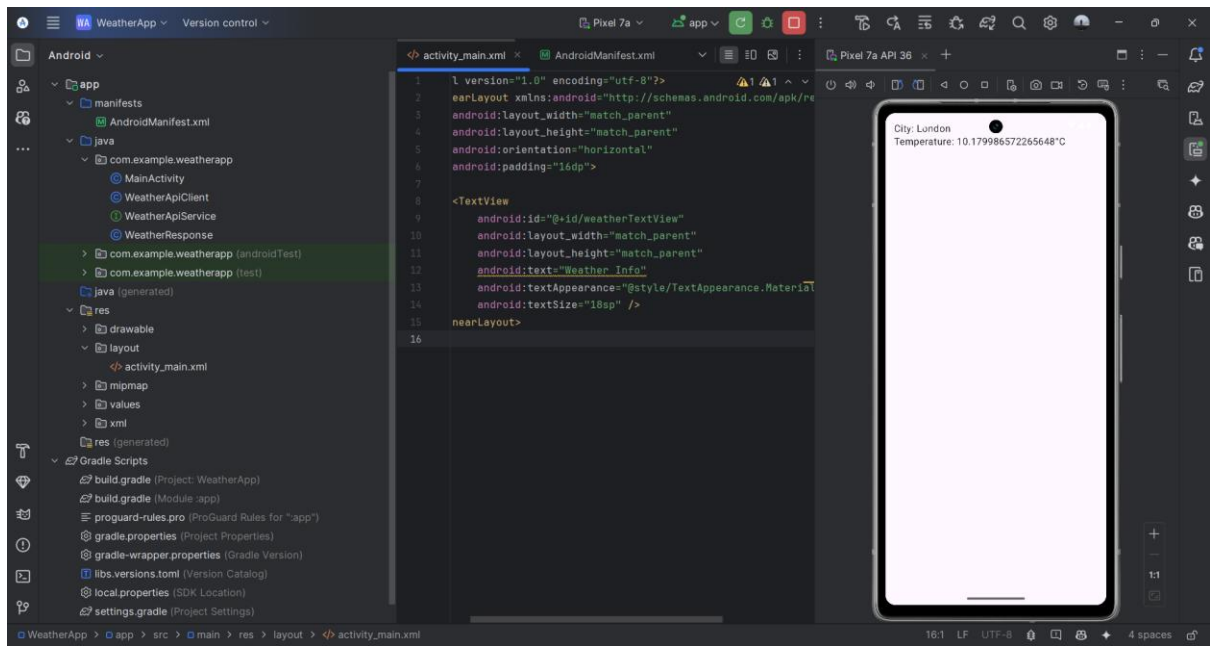 WA WeatherApp Version control Pixel 7a app
Android
activity_main.xml AndroidManifest.xml
Pixel 7a API 36
app
manifests
AndroidManifest.xml
java
com.example.weatherapp
MainActivity
WeatherApiClient
WeatherApiService
WeatherResponse
com.example.weatherapp (androidTest)
com.example.weatherapp (test)
java (generated)
res
drawable
layout
activity_main.xml
mipmap
values
xml
res (generated)
Gradle Scripts
build.gradle (Project: WeatherApp)
build.gradle (Module :app)
proguard-rules.pro (ProGuard Rules for ":app")
gradle.properties (Project Properties)
gradle-wrapper.properties (Gradle Version)
libs.versions.toml (Version Catalog)
local.properties (SDK Location)
settings.gradle (Project Settings)
1 l version="1.0" encoding="utf-8"?> 1 1
2 earLayout xmlns:android="http://schemas.android.com/apk/re
3 android:layout_width="match_parent"
4 android:layout_height="match_parent"
5 android:orientation="horizontal"
6 android:padding="16dp">
7
8 <TextView
9 android:id="@+id/weatherTextView"
10 android:layout_width="match_parent"
11 android:layout_height="match_parent"
12 android:text="Weather Info"
13 android:textAppearance="@style/TextAppearance.Material
14 android:textSize="18sp" />
15 nearLayout>
16
City: London
Temperature: 10.179986572265648°C
1:1
WeatherApp > app > src > main > res > layout > activity_main.xml
16:1 LF UTF-8 4 spaces